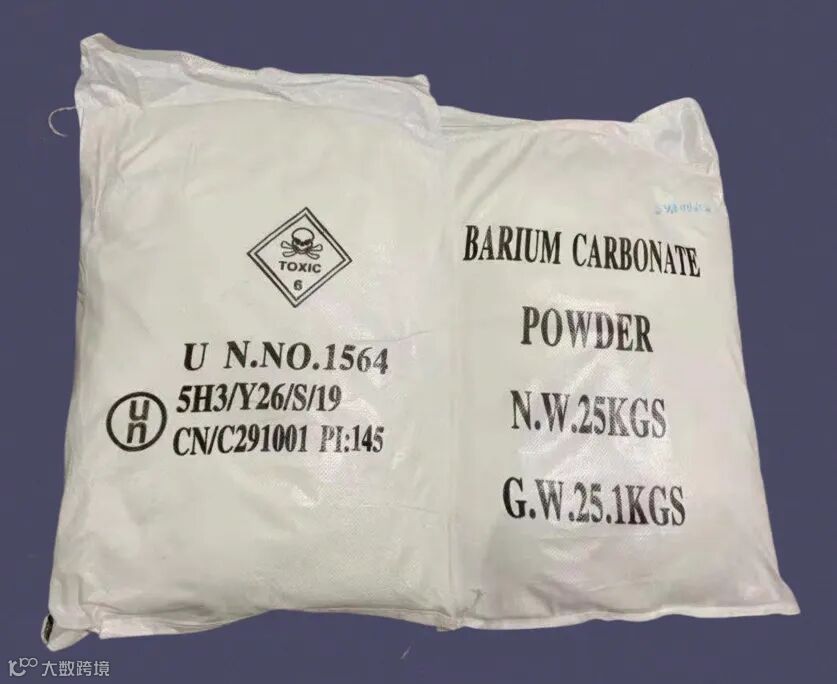 TOXIC
6
U N.NO.1564
un
5H3/Y26/S/19
CN/C291001 PI:145
BARIUM CARBONATE
POWDER
N.W.25KGS
G.W.25.1KGS
大数跨境